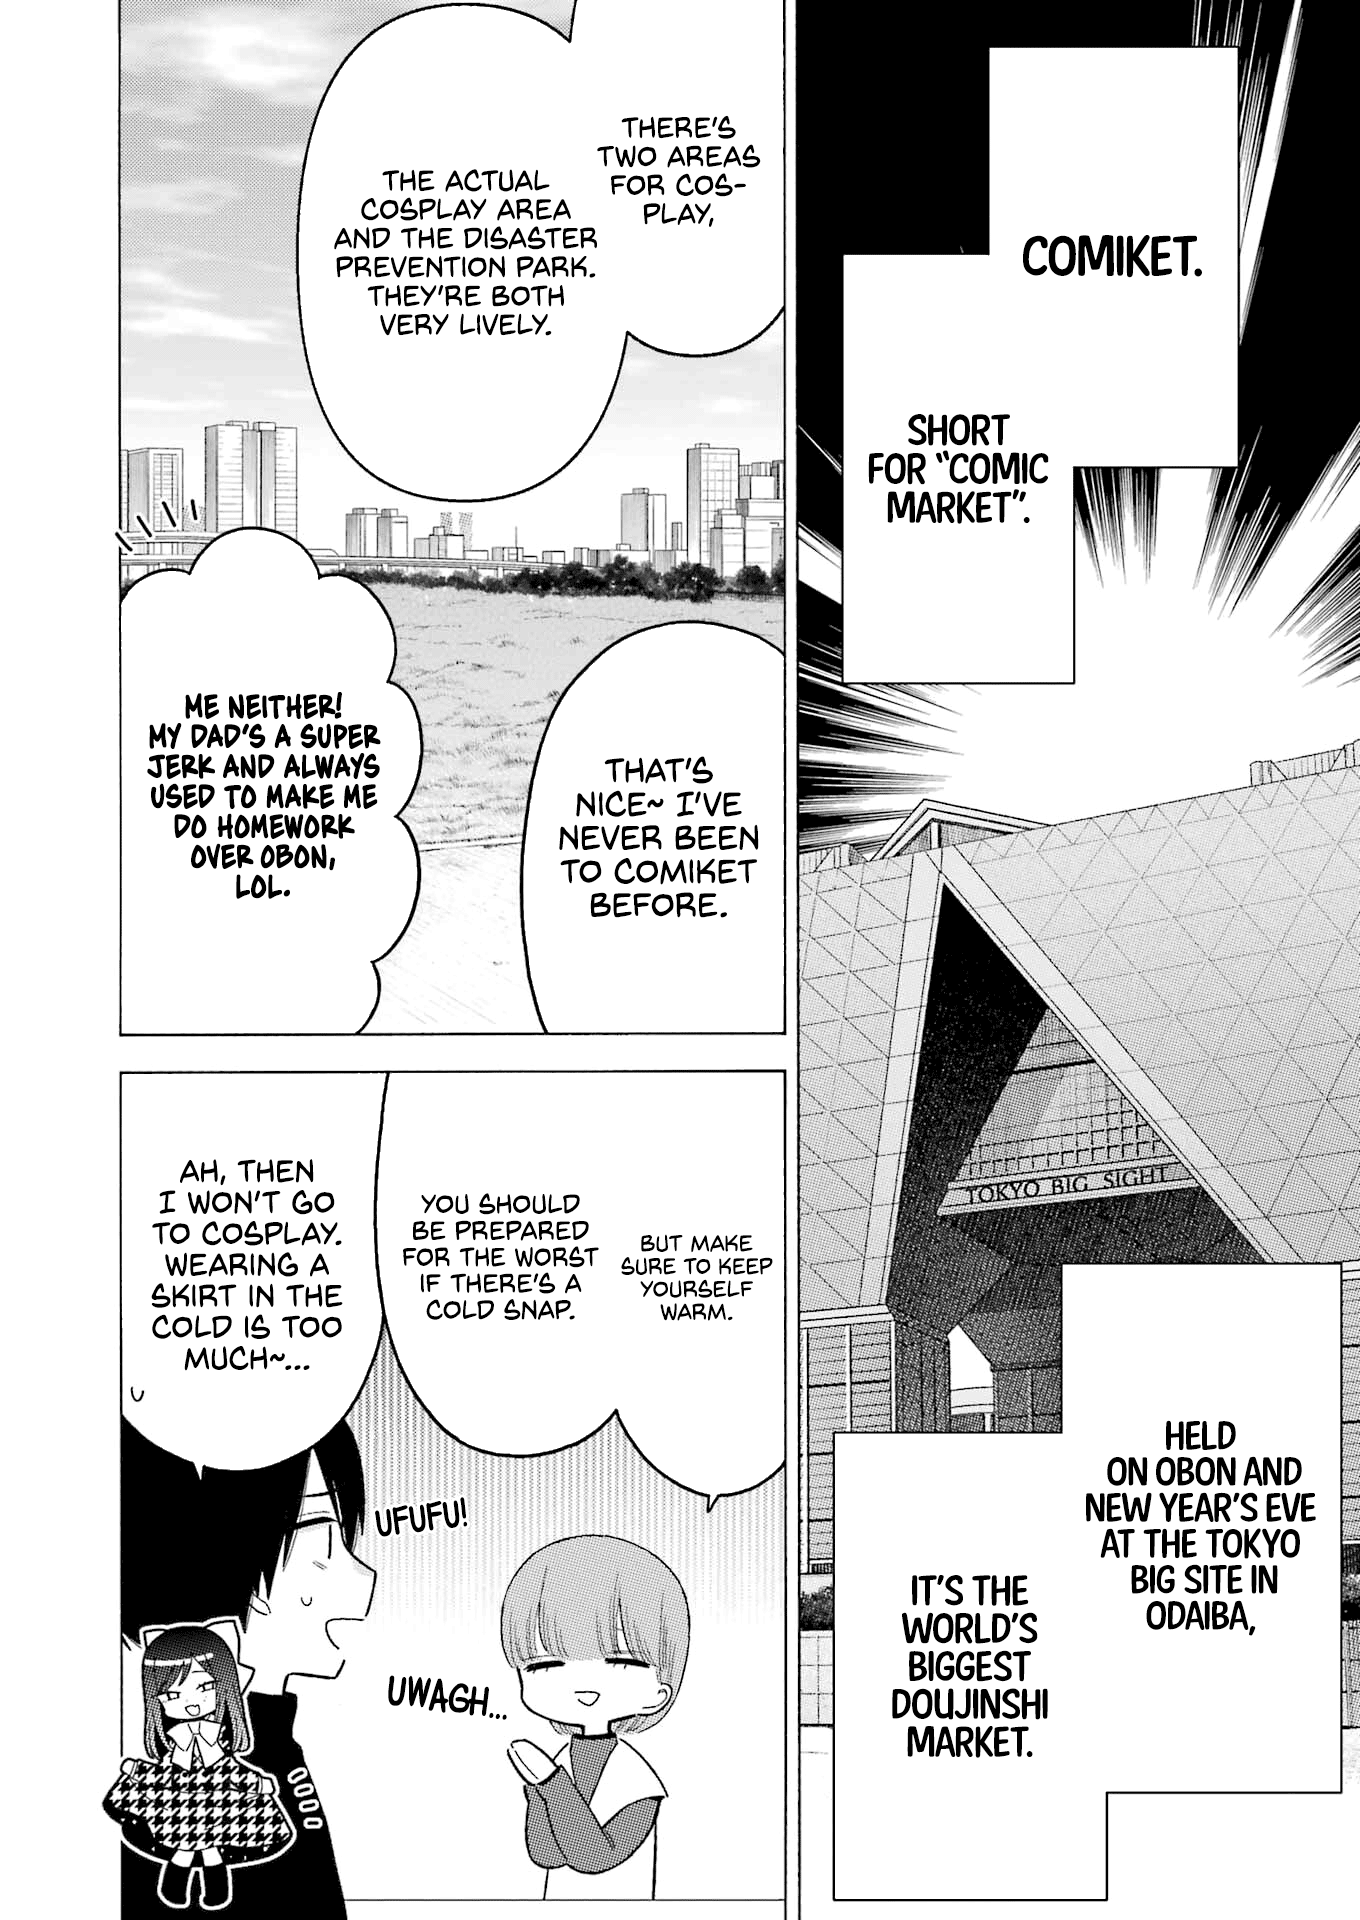 COMIKET.
SHORT
FOR "COMIC
MARKET".
TOKYO BIG SIGHT
HELD
ON OBON AND
NEW YEAR'S EVE
AT THE TOKYO
BIG SITE IN
ODAIBA,
IT'S THE
WORLD'S
BIGGEST
DOUJINSHI
MARKET.
THERE'S
TWO AREAS
FOR COS-
PLAY,
THE ACTUAL
COSPLAY AREA
AND THE DISASTER
PREVENTION PARK.
THEY'RE BOTH
VERY LIVELY.
THAT'S
NICE~ I'VE
NEVER BEEN
TO COMIKET
BEFORE.
ME NEITHER!
MY DAD'S A SUPER
JERK AND ALWAYS
USED TO MAKE ME
DO HOMEWORK
OVER OBON,
LOL.
BUT MAKE
SURE TO KEEP
YOURSELF
WARM.
YOU SHOULD
BE PREPARED
FOR THE WORST
IF THERE'S A
COLD SNAP.
AH, THEN
I WON'T GO
TO COSPLAY.
WEARING A
SKIRT IN THE
COLD IS TOO
MUCH~...
UFUFU!
UWAGH...